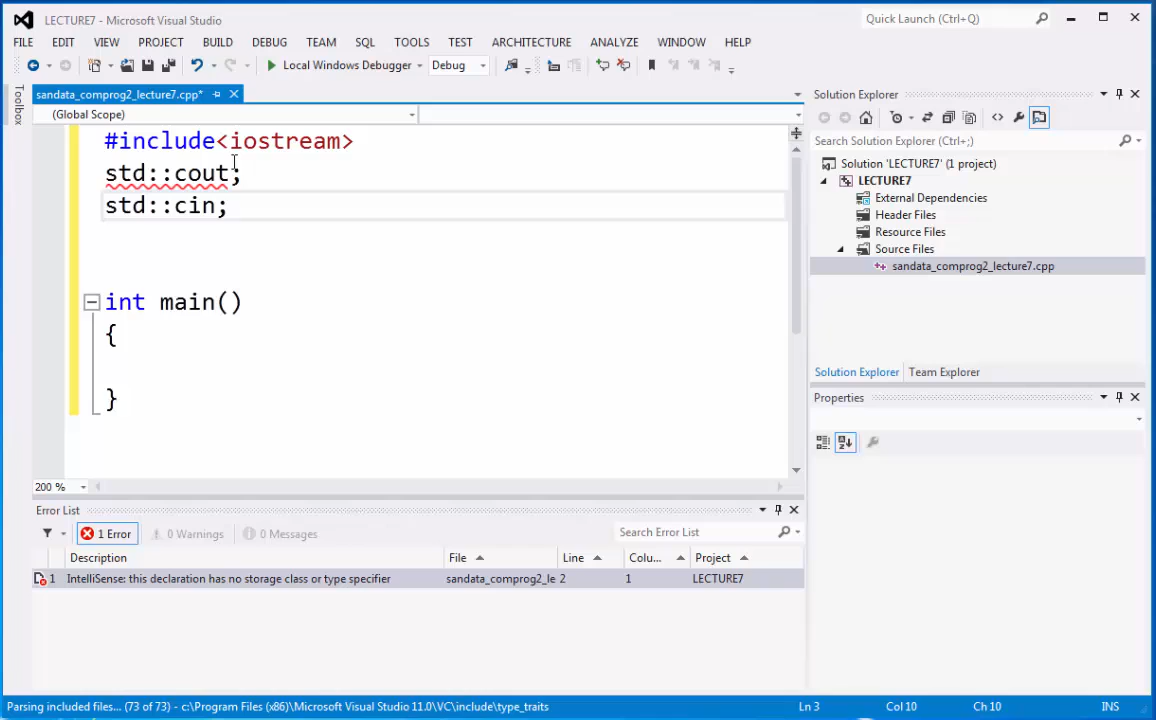 LECTURE7 - Microsoft Visual Studio
Quick Launch (Ctrl+Q)
FILE EDIT VIEW PROJECT BUILD DEBUG TEAM SQL TOOLS TEST ARCHITECTURE ANALYZE WINDOW HELP
Local Windows Debugger Debug
Toolbox
sandata_comprog2_lecture7.cpp*
(Global Scope)
#include<iostream>
std::cout;
std::cin;
int main()
{
}
200 %
Solution Explorer
Search Solution Explorer (Ctrl+;)
Solution 'LECTURE7' (1 project)
LECTURE7
External Dependencies
Header Files
Resource Files
Source Files
sandata_comprog2_lecture7.cpp
Solution Explorer Team Explorer
Properties
Error List
1 Error 0 Warnings 0 Messages Search Error List
Description File Line Colu... Project
1 IntelliSense: this declaration has no storage class or type specifier sandata_comprog2_le 2 1 LECTURE7
Parsing included files... (73 of 73) - c:\Program Files (x86)\Microsoft Visual Studio 11.0\VC\include\type_traits Ln 3 Col 10 Ch 10 INS